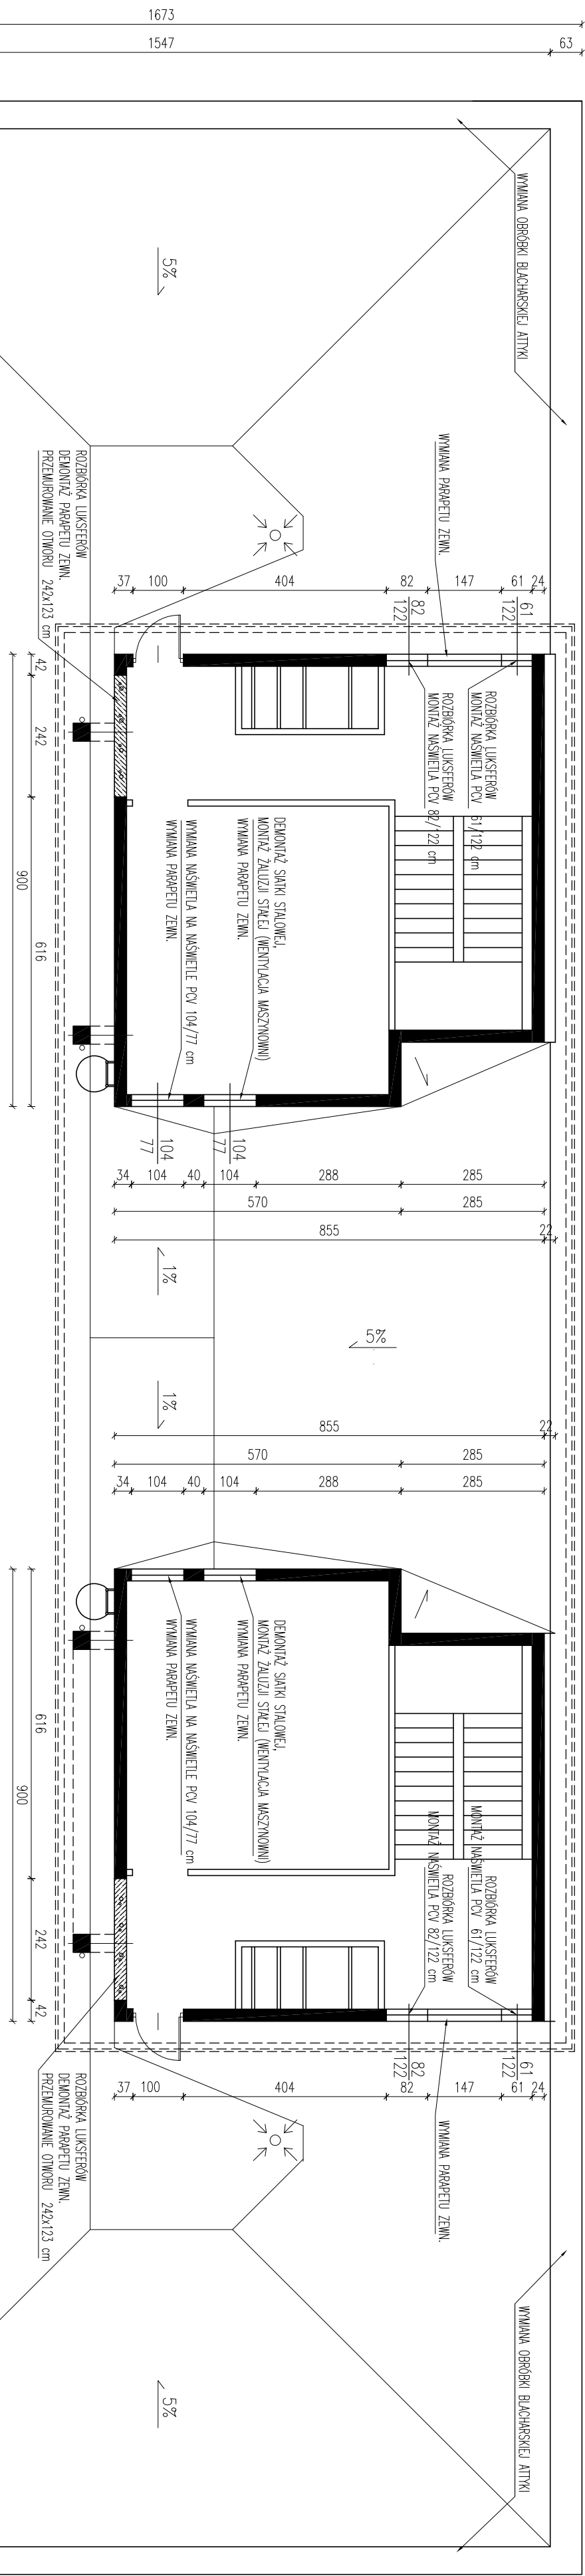 1673
1547
63
WYMIANA OBRÓBKI BLACHARSKIEJ ATTYKI
5%
WYMIANA PARAPETU ZEWN.
ROZBIÓRKA LUKSFERÓW
DEMONTAŻ PARAPETU ZEWN.
PRZEMUROWANIE OTWORU 242x123 cm
37
100
404
82
147
61
24
61
122
82
122
42
242
900
616
ROZBIÓRKA LUKSFERÓW
MONTAŻ NAŚWIETLA PCV 61/122 cm
ROZBIÓRKA LUKSFERÓW
MONTAŻ NAŚWIETLA PCV 82/122 cm
DEMONTAŻ SIATKI STALOWEJ,
MONTAŻ ŻALUZJI STAŁEJ (WENTYLACJA MASZYNOWNI)
WYMIANA PARAPETU ZEWN.
WYMIANA NAŚWIETLA NA NAŚWIETLE PCV 104/77 cm
WYMIANA PARAPETU ZEWN.
104
77
104
77
34
104
40
104
288
285
570
285
855
22
1%
5%
1%
855
22
570
285
34
104
40
104
288
285
DEMONTAŻ SIATKI STALOWEJ,
MONTAŻ ŻALUZJI STAŁEJ (WENTYLACJA MASZYNOWNI)
WYMIANA PARAPETU ZEWN.
WYMIANA NAŚWIETLA NA NAŚWIETLE PCV 104/77 cm
WYMIANA PARAPETU ZEWN.
616
900
242
42
ROZBIÓRKA LUKSFERÓW
MONTAŻ NAŚWIETLA PCV 61/122 cm
ROZBIÓRKA LUKSFERÓW
MONTAŻ NAŚWIETLA PCV 82/122 cm
61
122
82
122
37
100
404
82
147
61
24
ROZBIÓRKA LUKSFERÓW
DEMONTAŻ PARAPETU ZEWN.
PRZEMUROWANIE OTWORU 242x123 cm
WYMIANA PARAPETU ZEWN.
WYMIANA OBRÓBKI BLACHARSKIEJ ATTYKI
5%